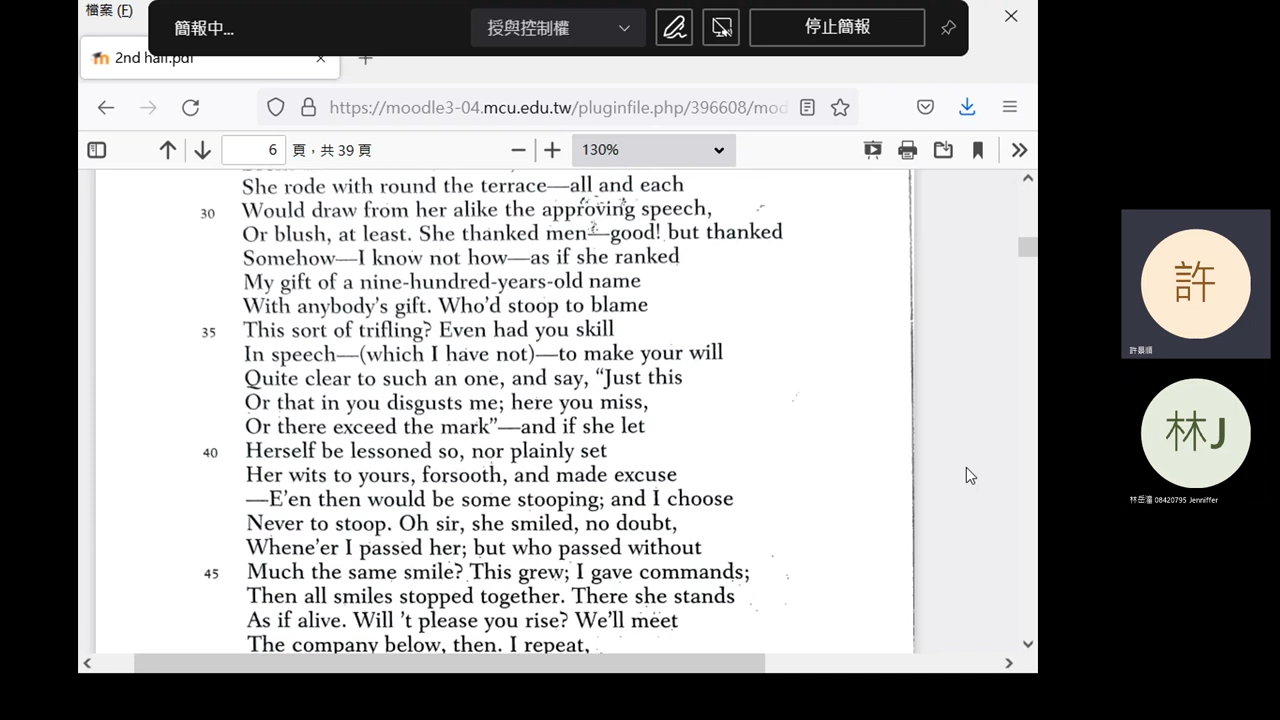 檔案 (F)
簡報中...
授與控制權
停止簡報
2nd half.pdf
https://moodle3-04.mcu.edu.tw/pluginfile.php/396608/mod
6 頁，共 39 頁
130%
She rode with round the terrace—all and each
30 Would draw from her alike the approving speech,
Or blush, at least. She thanked men—good! but thanked
Somehow—I know not how—as if she ranked
My gift of a nine-hundred-years-old name
With anybody's gift. Who'd stoop to blame
35 This sort of trifling? Even had you skill
In speech—(which I have not)—to make your will
Quite clear to such an one, and say, “Just this
Or that in you disgusts me; here you miss,
Or there exceed the mark”—and if she let
40 Herself be lessoned so, nor plainly set
Her wits to yours, forsooth, and made excuse
—E'en then would be some stooping; and I choose
Never to stoop. Oh sir, she smiled, no doubt,
Whene'er I passed her; but who passed without
45 Much the same smile? This grew; I gave commands;
Then all smiles stopped together. There she stands
As if alive. Will 't please you rise? We'll meet
The company below, then. I repeat,
許
許景順
林J
林岳瀅 08420795 Jenniffer